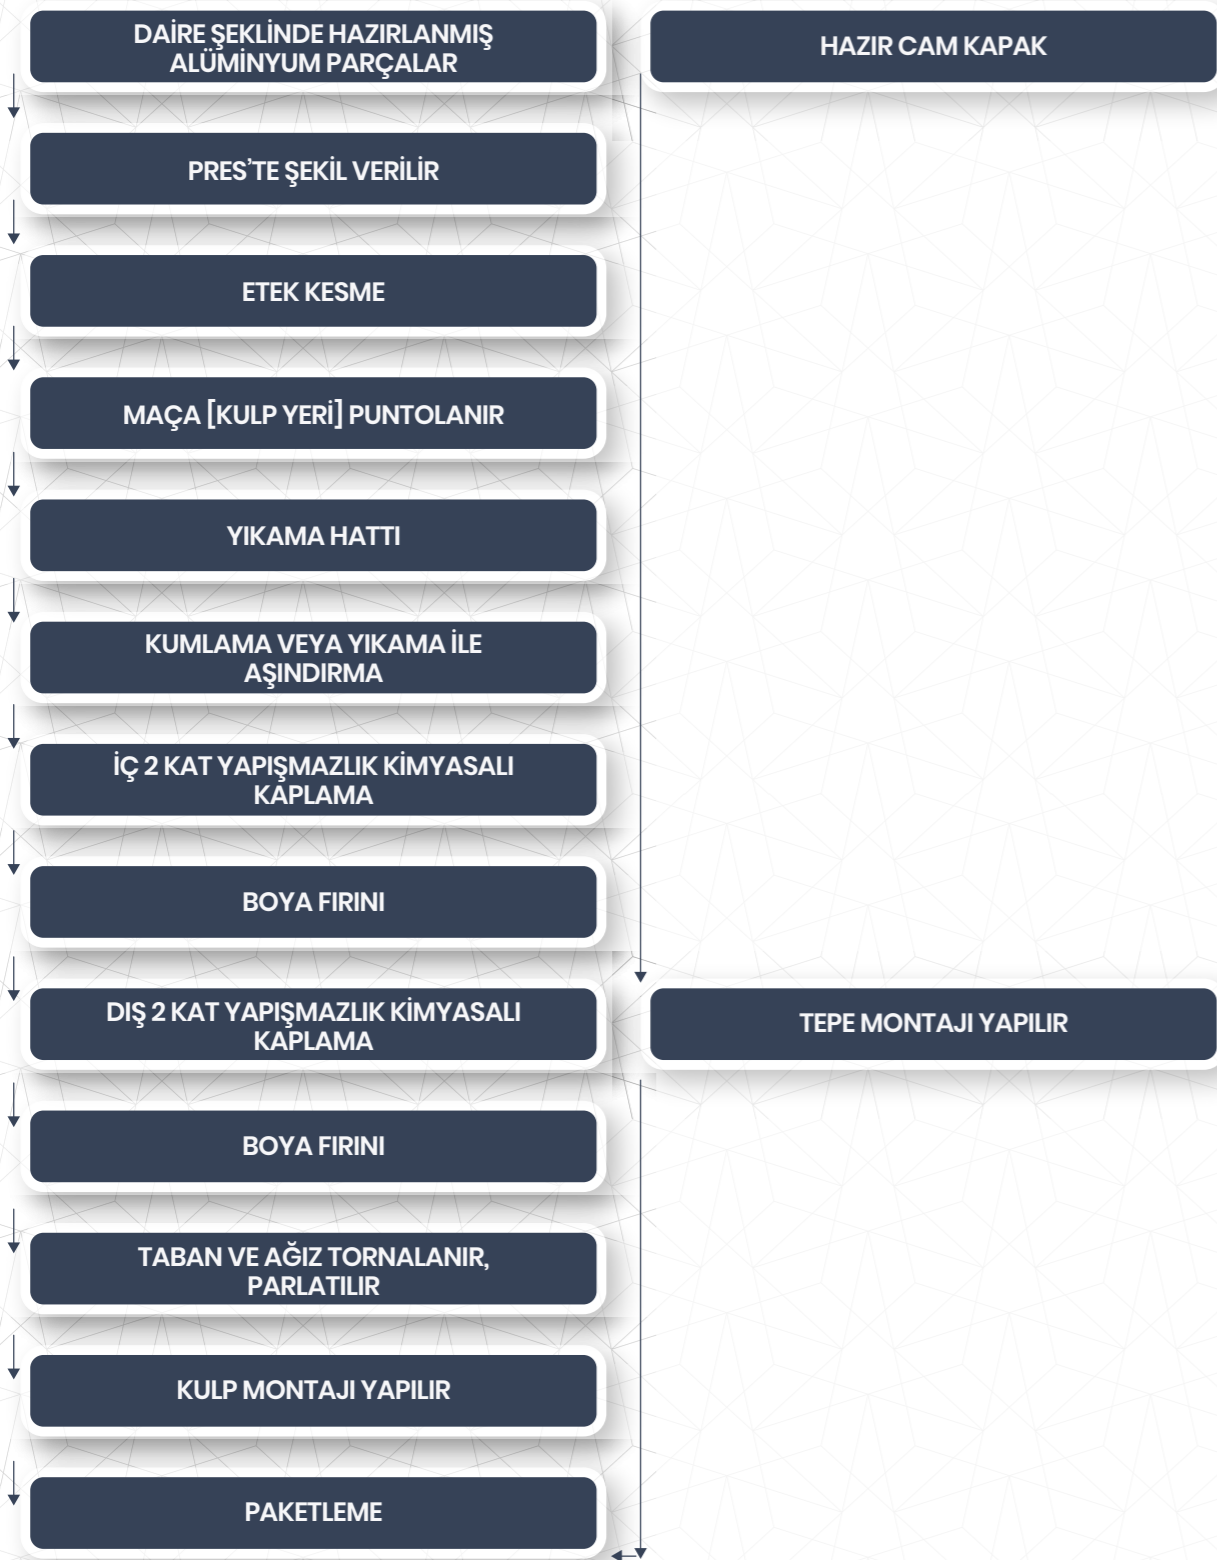 DAİRE ŞEKLİNDE HAZIRLANMIŞ
ALÜMİNYUM PARÇALAR
HAZIR CAM KAPAK
PRES’TE ŞEKİL VERİLİR
ETEK KESME
MAÇA [KULP YERİ] PUNTOLANIR
YIKAMA HATTI
KUMLAMA VEYA YIKAMA İLE
AŞINDIRMA
İÇ 2 KAT YAPIŞMAZLIK KİMYASALI
KAPLAMA
BOYA FIRINI
DIŞ 2 KAT YAPIŞMAZLIK KİMYASALI
KAPLAMA
TEPE MONTAJI YAPILIR
BOYA FIRINI
TABAN VE AĞIZ TORNALANIR,
PARLATILIR
KULP MONTAJI YAPILIR
PAKETLEME